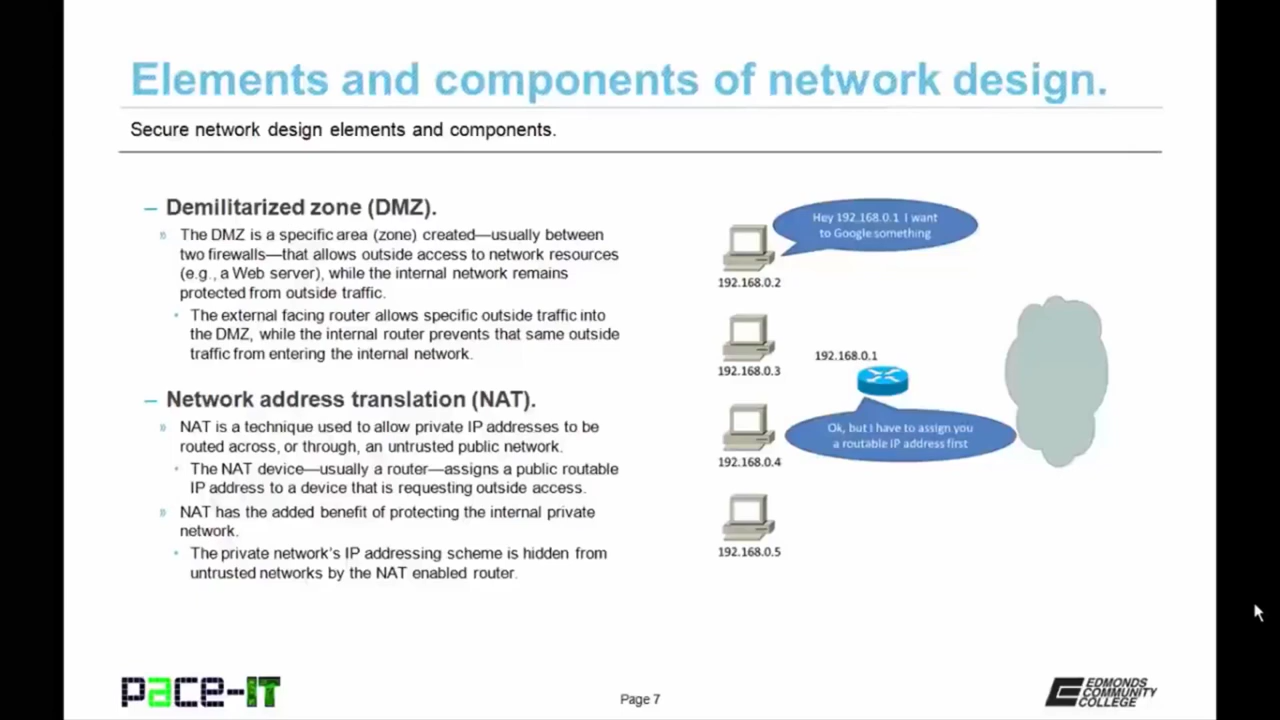 Elements and components of network design.
Secure network design elements and components.
– Demilitarized zone (DMZ).
» The DMZ is a specific area (zone) created—usually between
two firewalls—that allows outside access to network resources
(e.g., a Web server), while the internal network remains
protected from outside traffic.
• The external facing router allows specific outside traffic into
the DMZ, while the internal router prevents that same outside
traffic from entering the internal network.
– Network address translation (NAT).
» NAT is a technique used to allow private IP addresses to be
routed across, or through, an untrusted public network.
• The NAT device—usually a router—assigns a public routable
IP address to a device that is requesting outside access.
» NAT has the added benefit of protecting the internal private
network.
• The private network's IP addressing scheme is hidden from
untrusted networks by the NAT enabled router.
Hey 192.168.0.1 I want
to Google something
192.168.0.2
192.168.0.3
192.168.0.1
Ok, but I have to assign you
a routable IP address first
192.168.0.4
192.168.0.5
pace-IT
Page 7
EDMONDS
COMMUNITY
COLLEGE